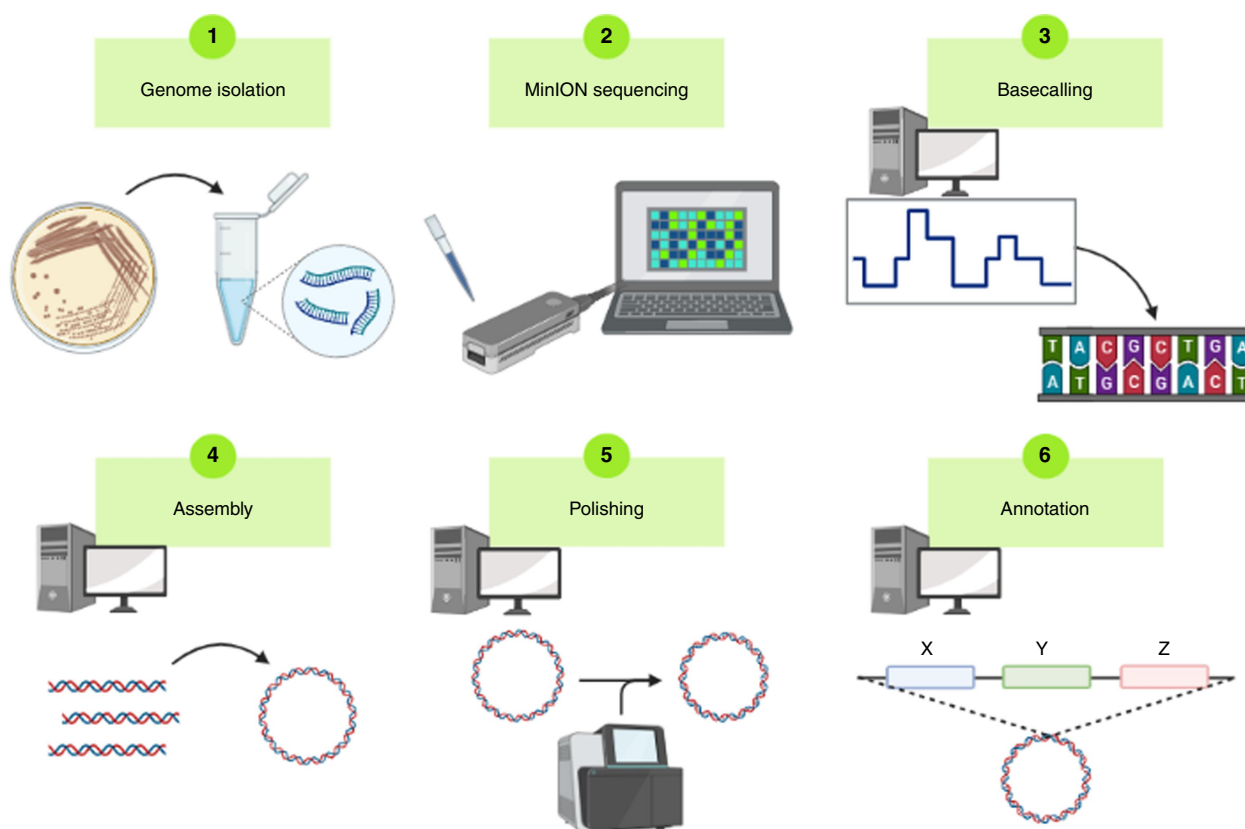 1
Genome isolation
2
MinION sequencing
3
Basecalling
T A C G C T G A
A T G C G A C T
4
Assembly
5
Polishing
6
Annotation
X Y Z